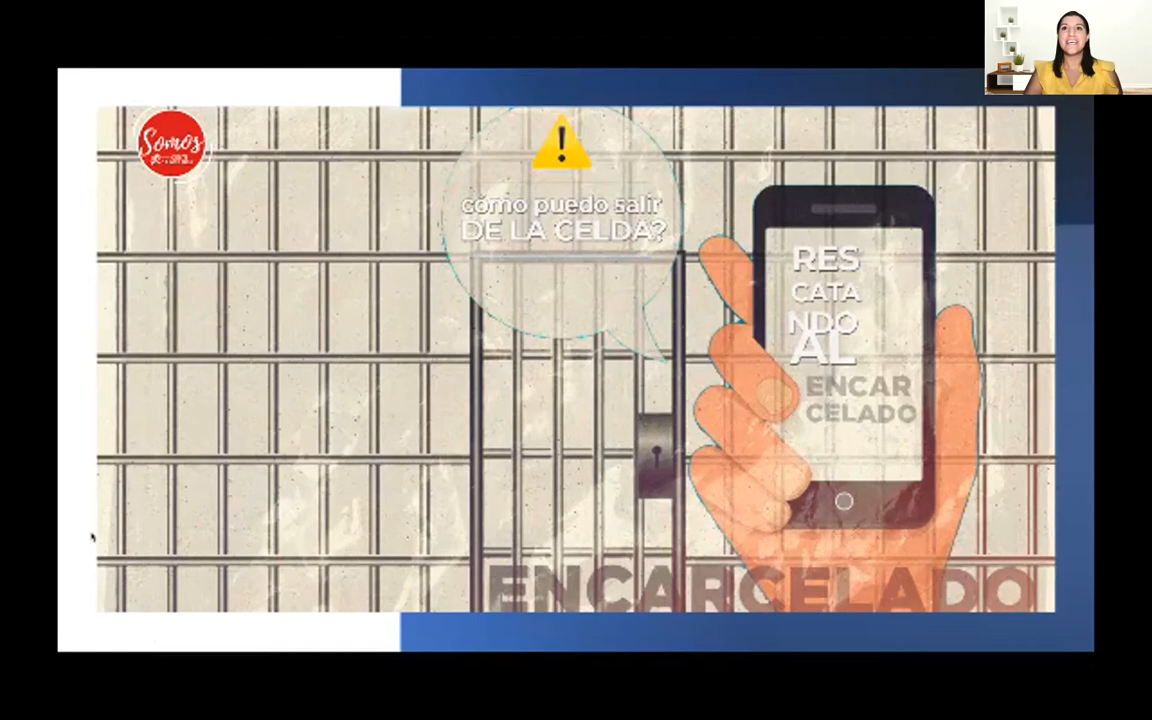 Somos
cómo puedo salir
DE LA CELDA?
RES
CATA
NDO
AL
ENCAR
CELADO
ENCARCELADO